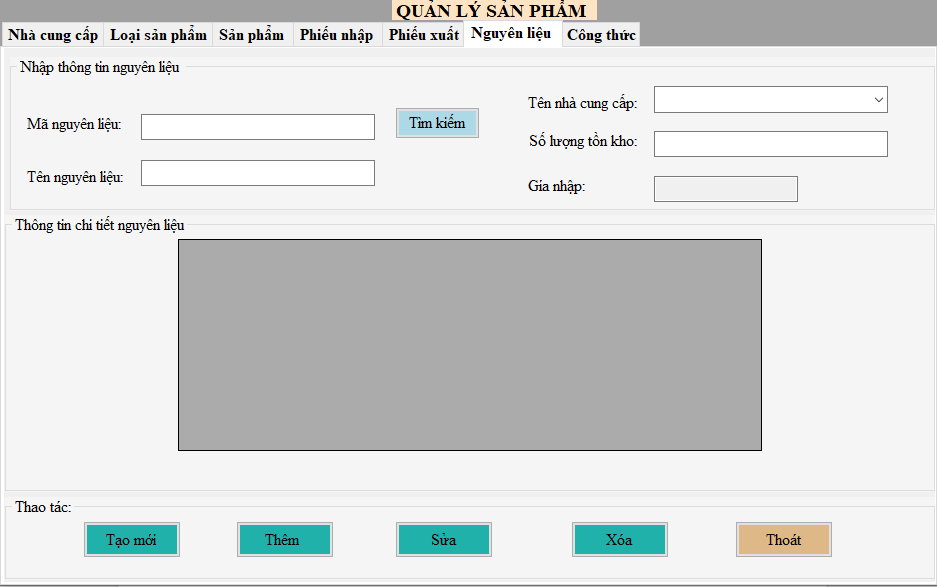 QUẢN LÝ SẢN PHẨM
Nhà cung cấp Loại sản phẩm Sản phẩm Phiếu nhập Phiếu xuất Nguyên liệu Công thức
Nhập thông tin nguyên liệu
Mã nguyên liệu:
Tìm kiếm
Tên nguyên liệu:
Tên nhà cung cấp:
Số lượng tồn kho:
Gía nhập:
Thông tin chi tiết nguyên liệu
Thao tác:
Tạo mới Thêm Sửa Xóa Thoát